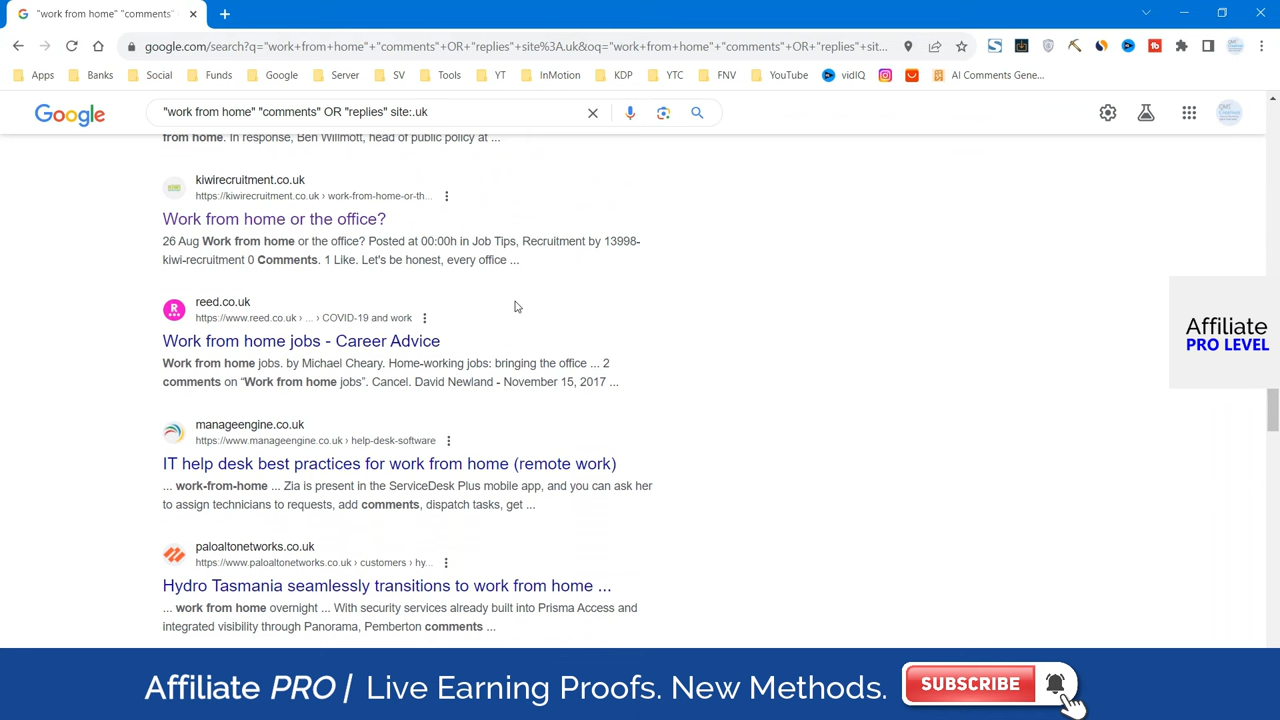 "work from home" "comments"
google.com/search?q="work+from+home"+"comments"+OR+"replies"+site%3A.uk&oq="work+from+home"+"comments"+OR+"replies"+sit...
Apps Banks Social Funds Google Server SV Tools YT InMotion KDP YTC FNV YouTube vidIQ AI Comments Gene...
Google "work from home" "comments" OR "replies" site:.uk
from home. In response, Ben Willmott, head of public policy at ...
kiwirecruitment.co.uk
https://kiwirecruitment.co.uk › work-from-home-or-th...
Work from home or the office?
26 Aug Work from home or the office? Posted at 00:00h in Job Tips, Recruitment by 13998-
kiwi-recruitment 0 Comments. 1 Like. Let's be honest, every office ...
reed.co.uk
https://www.reed.co.uk › ... › COVID-19 and work
Work from home jobs - Career Advice
Work from home jobs. by Michael Cheary. Home-working jobs: bringing the office ... 2
comments on “Work from home jobs”. Cancel. David Newland - November 15, 2017 ...
Affiliate
PRO LEVEL
manageengine.co.uk
https://www.manageengine.co.uk › help-desk-software
IT help desk best practices for work from home (remote work)
... work-from-home ... Zia is present in the ServiceDesk Plus mobile app, and you can ask her
to assign technicians to requests, add comments, dispatch tasks, get ...
paloaltonetworks.co.uk
https://www.paloaltonetworks.co.uk › customers › hy...
Hydro Tasmania seamlessly transitions to work from home ...
... work from home overnight ... With security services already built into Prisma Access and
integrated visibility through Panorama, Pemberton comments ...
Affiliate PRO | Live Earning Proofs. New Methods. SUBSCRIBE